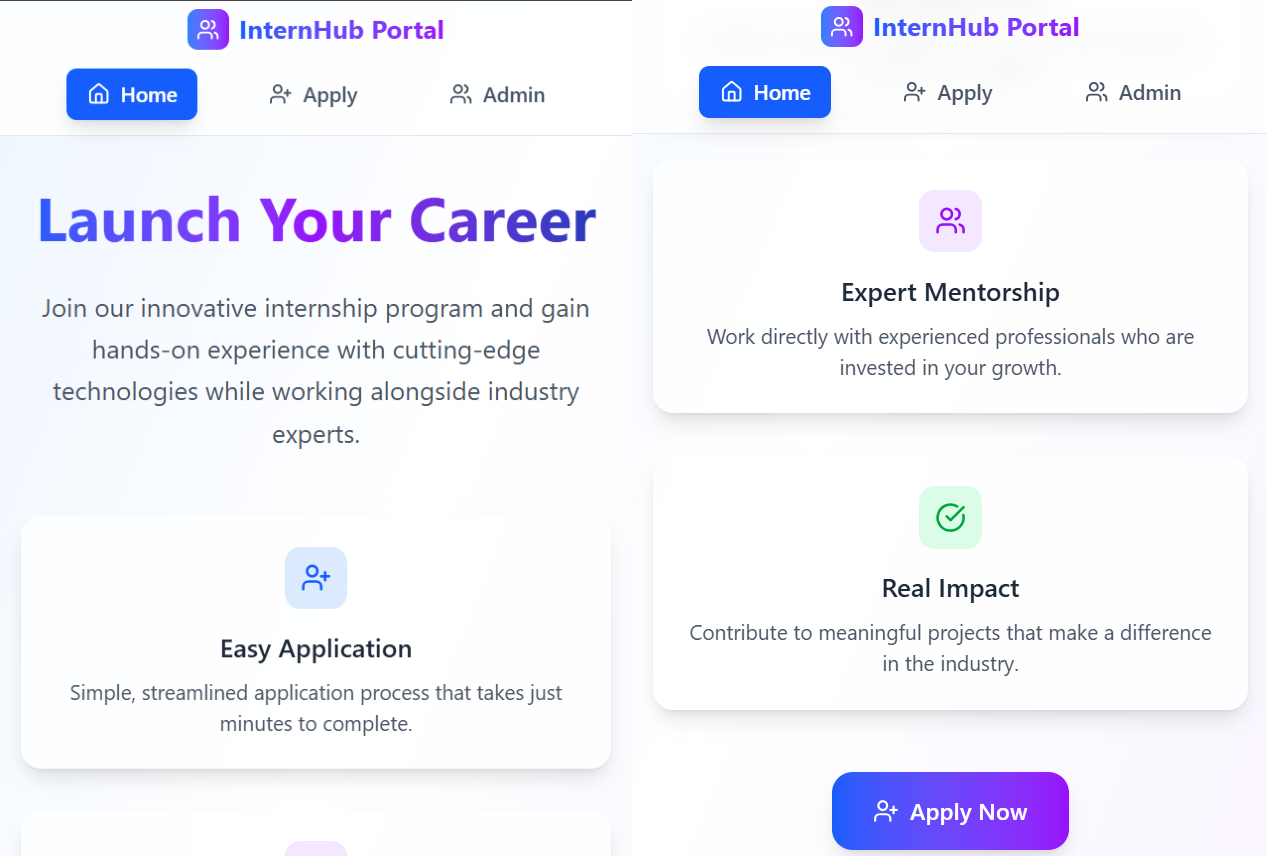 InternHub Portal
Home
Apply
Admin
Launch Your Career
Join our innovative internship program and gain
hands-on experience with cutting-edge
technologies while working alongside industry
experts.
Easy Application
Simple, streamlined application process that takes just
minutes to complete.
InternHub Portal
Home
Apply
Admin
Expert Mentorship
Work directly with experienced professionals who are
invested in your growth.
Real Impact
Contribute to meaningful projects that make a difference
in the industry.
Apply Now